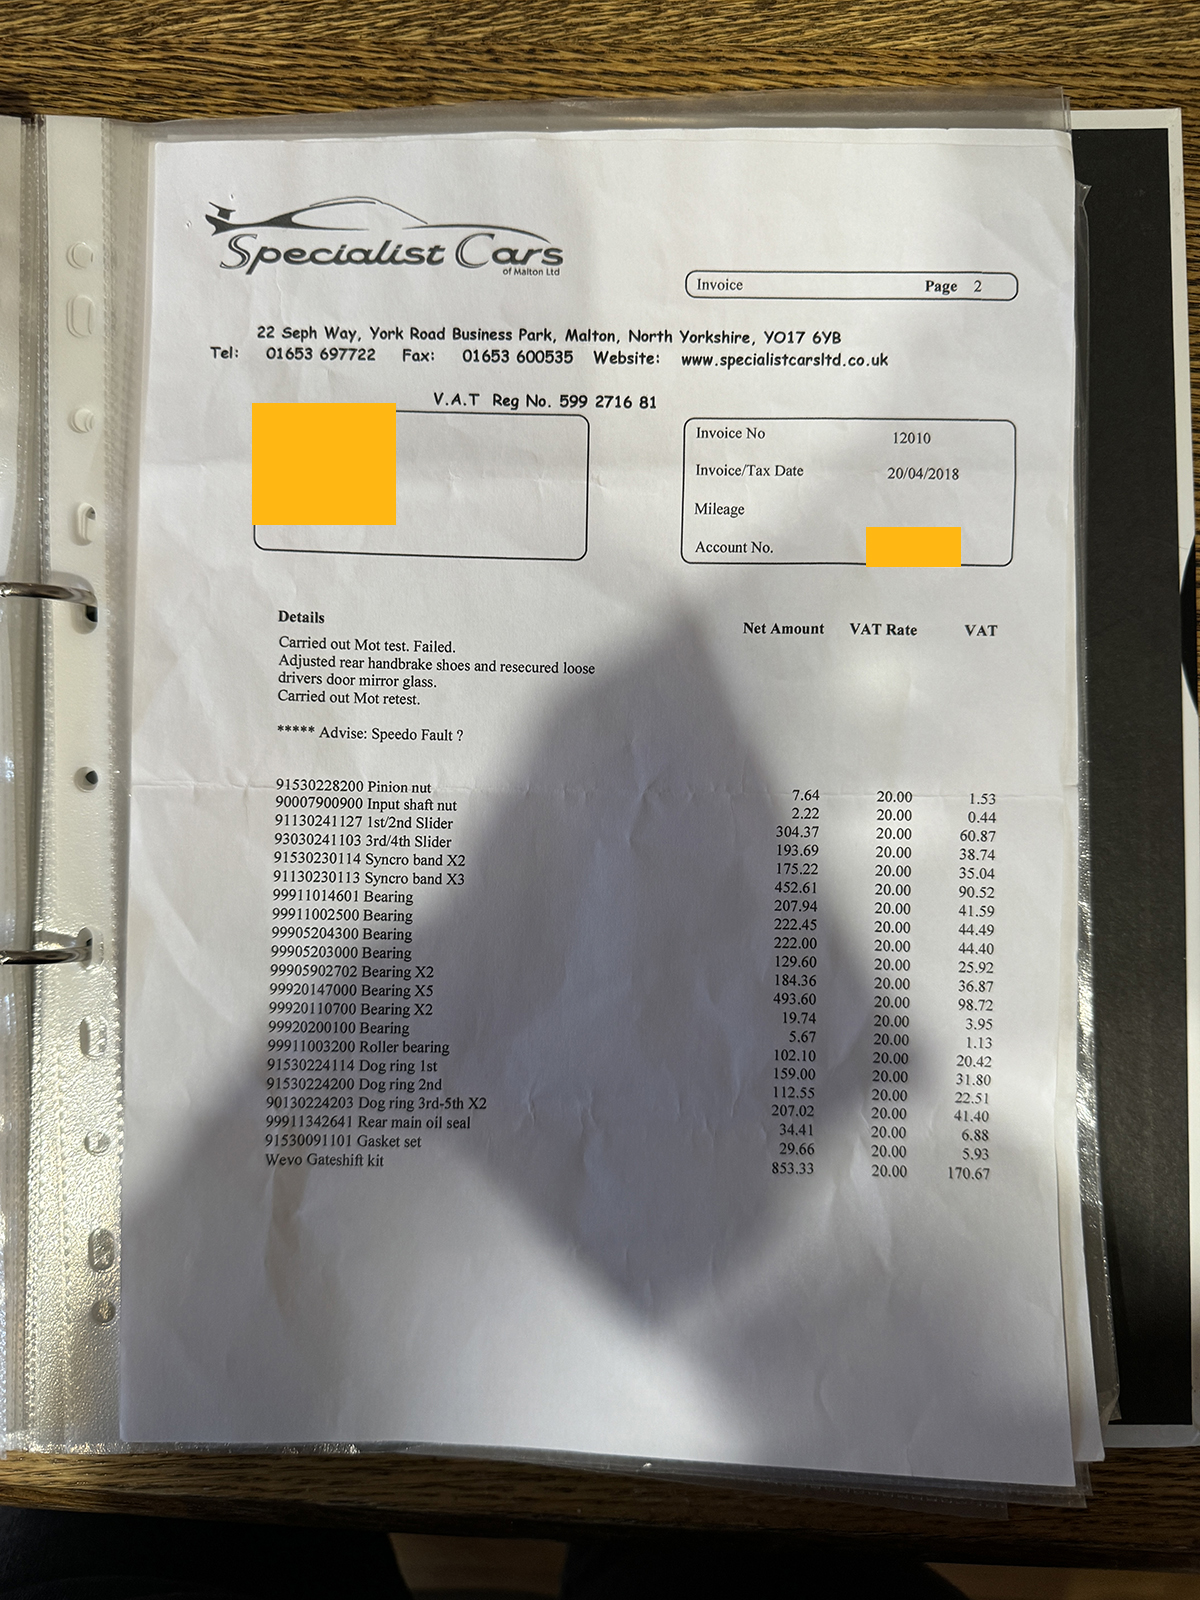 Specialist Cars
of Malton Ltd
Invoice Page 2
22 Seph Way, York Road Business Park, Malton, North Yorkshire, YO17 6YB
Tel: 01653 697722 Fax: 01653 600535 Website: www.specialistcarsltd.co.uk
V.A.T Reg No. 599 2716 81
Invoice No 12010
Invoice/Tax Date 20/04/2018
Mileage
Account No.
Details Net Amount VAT Rate VAT
Carried out Mot test. Failed.
Adjusted rear handbrake shoes and resecured loose
drivers door mirror glass.
Carried out Mot retest.
***** Advise: Speedo Fault ?
91530228200 Pinion nut 7.64 20.00 1.53
90007900900 Input shaft nut 2.22 20.00 0.44
91130241127 1st/2nd Slider 304.37 20.00 60.87
93030241103 3rd/4th Slider 193.69 20.00 38.74
91530230114 Syncro band X2 175.22 20.00 35.04
91130230113 Syncro band X3 452.61 20.00 90.52
99911014601 Bearing 207.94 20.00 41.59
99911002500 Bearing 222.45 20.00 44.49
99905204300 Bearing 222.00 20.00 44.40
99905203000 Bearing 129.60 20.00 25.92
99905902702 Bearing X2 184.36 20.00 36.87
99920147000 Bearing X5 493.60 20.00 98.72
99920110700 Bearing X2 19.74 20.00 3.95
99920200100 Bearing 5.67 20.00 1.13
99911003200 Roller bearing 102.10 20.00 20.42
91530224114 Dog ring 1st 159.00 20.00 31.80
91530224200 Dog ring 2nd 112.55 20.00 22.51
90130224203 Dog ring 3rd-5th X2 207.02 20.00 41.40
99911342641 Rear main oil seal 34.41 20.00 6.88
91530091101 Gasket set 29.66 20.00 5.93
Wevo Gateshift kit 853.33 20.00 170.67